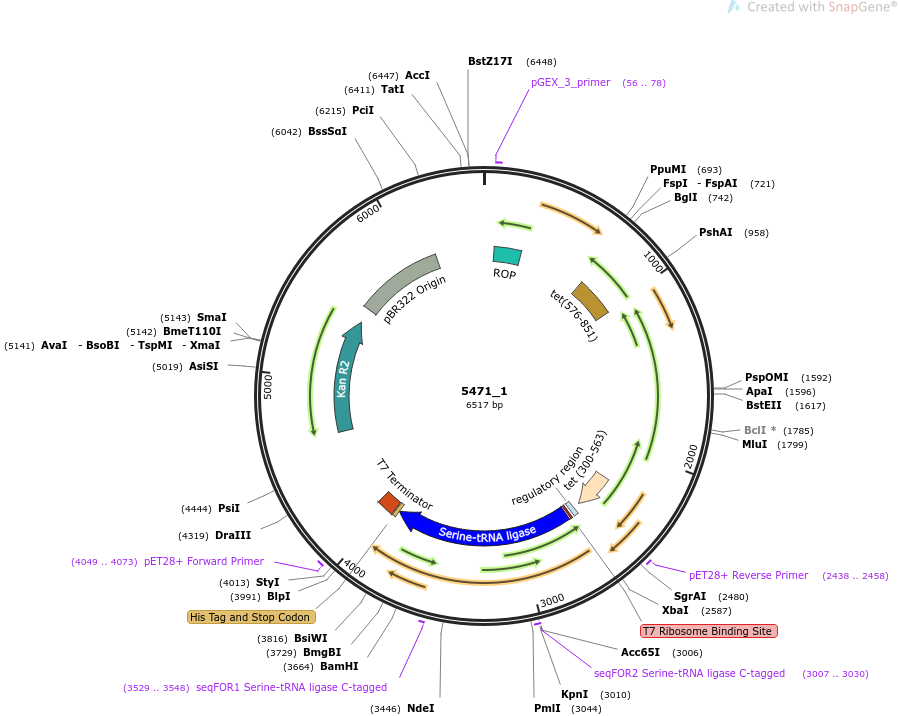 Created with SnapGene®
BstZ17I (6448)
pGEX_3_primer (56 .. 78)
(6447) AccI
(6411) TatI
(6215) PciI
(6042) BssSαI
PpuMI (693)
FspI - FspAI (721)
BglI (742)
PshAI (958)
6000
1000
ROP
pBR322 Origin
tet(576-851)
(5143) SmaI
(5142) BmeT110I
(5141) AvaI - BsoBI - TspMI - XmaI
(5019) AsiSI
5000
Kan R2
5471_1
6517 bp
PspOMI (1592)
ApaI (1596)
BstEII (1617)
BclI * (1785)
MluI (1799)
2000
T7 Terminator
regulatory region
tet (300-563)
Serine-tRNA ligase
(4444) PsiI
(4319) DraIII
(4049 .. 4073) pET28+ Forward Primer
4000
3000
(4013) StyI
(3991) BlpI
His Tag and Stop Codon
(3816) BsiWI
(3729) BmgBI
(3664) BamHI
(3529 .. 3548) seqFOR1 Serine-tRNA ligase C-tagged
(3446) NdeI
pET28+ Reverse Primer (2438 .. 2458)
SgrAI (2480)
XbaI (2587)
T7 Ribosome Binding Site
Acc65I (3006)
seqFOR2 Serine-tRNA ligase C-tagged (3007 .. 3030)
KpnI (3010)
PmlI (3044)